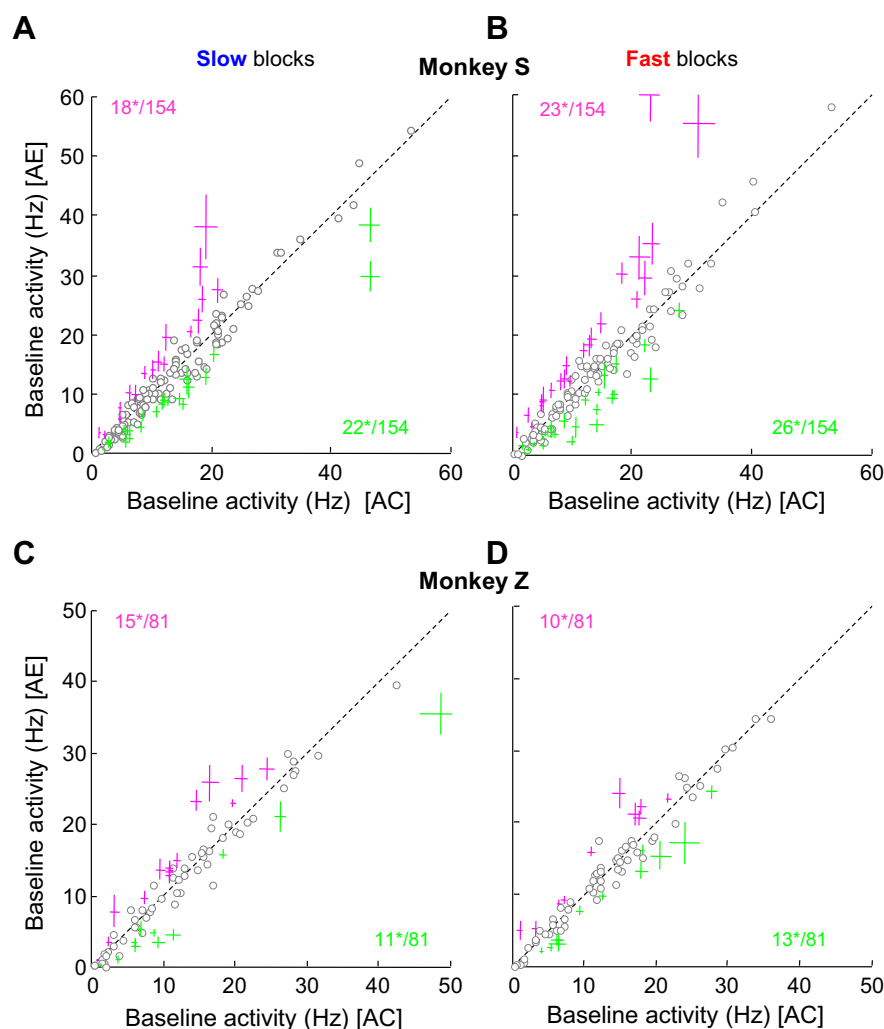 A
B
Slow blocks
Fast blocks
Monkey S
60
50
40
30
20
10
0
Baseline activity (Hz) [AE]
18*/154
22*/154
0
20
40
60
Baseline activity (Hz) [AC]
23*/154
26*/154
0
20
40
60
Baseline activity (Hz) [AC]
C
D
Monkey Z
50
40
30
20
10
0
Baseline activity (Hz) [AE]
15*/81
11*/81
0
10
20
30
40
50
Baseline activity (Hz) [AC]
10*/81
13*/81
0
10
20
30
40
50
Baseline activity (Hz) [AC]